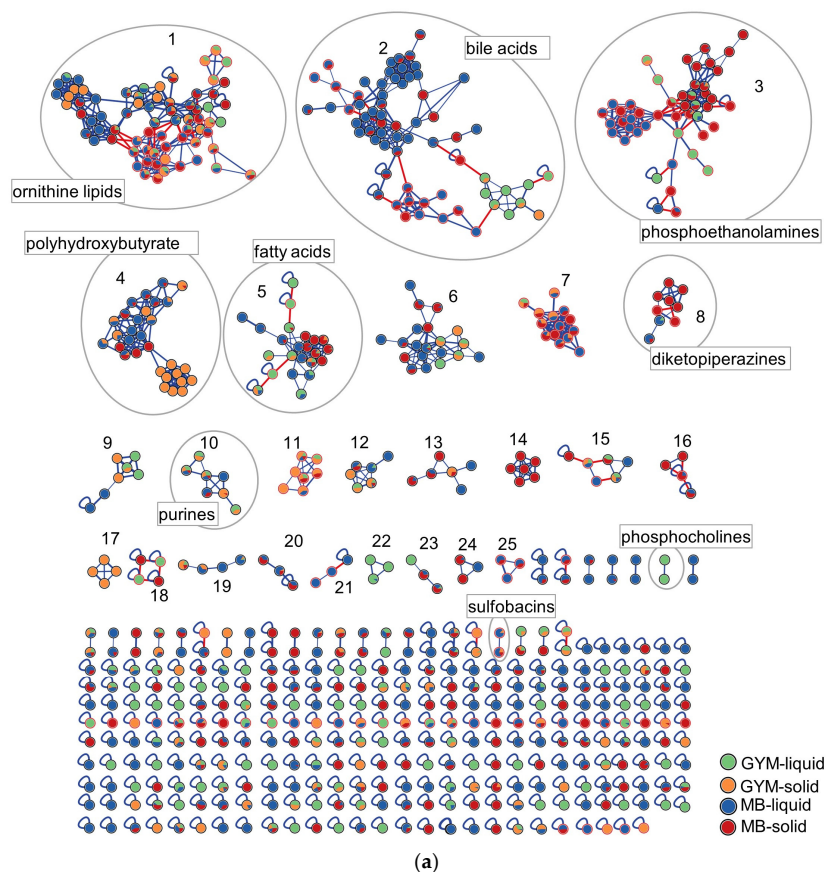 1
2
bile acids
3
ornithine lipids
phosphoethanolamines
polyhydroxybutyrate
fatty acids
4
5
6
7
8
diketopiperazines
9
10
11
12
13
14
15
16
purines
17
18
19
20
21
22
23
24
25
phosphocholines
sulfobacins
GYM-liquid
GYM-solid
MB-liquid
MB-solid
(a)